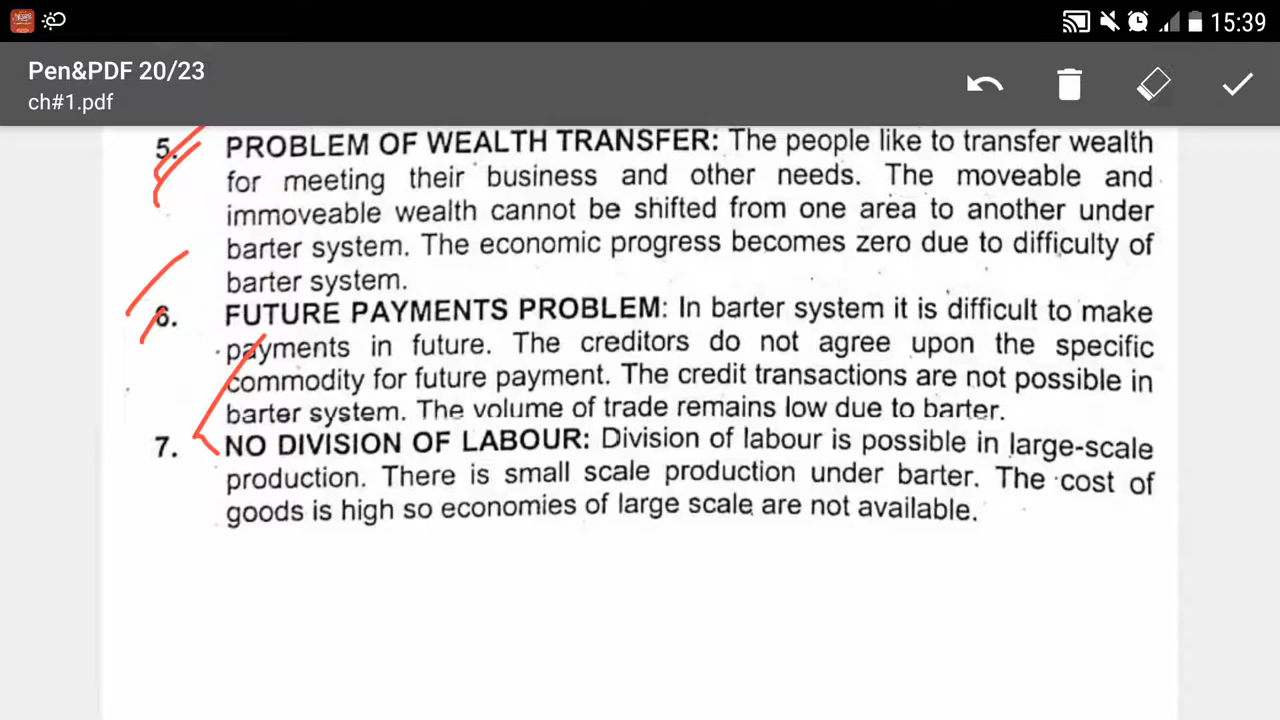 15:39
Pen&PDF 20/23
ch#1.pdf
5. PROBLEM OF WEALTH TRANSFER: The people like to transfer wealth
for meeting their business and other needs. The moveable and
immoveable wealth cannot be shifted from one area to another under
barter system. The economic progress becomes zero due to difficulty of
barter system.
6. FUTURE PAYMENTS PROBLEM: In barter system it is difficult to make
payments in future. The creditors do not agree upon the specific
commodity for future payment. The credit transactions are not possible in
barter system. The volume of trade remains low due to barter.
7. NO DIVISION OF LABOUR: Division of labour is possible in large-scale
production. There is small scale production under barter. The cost of
goods is high so economies of large scale are not available.